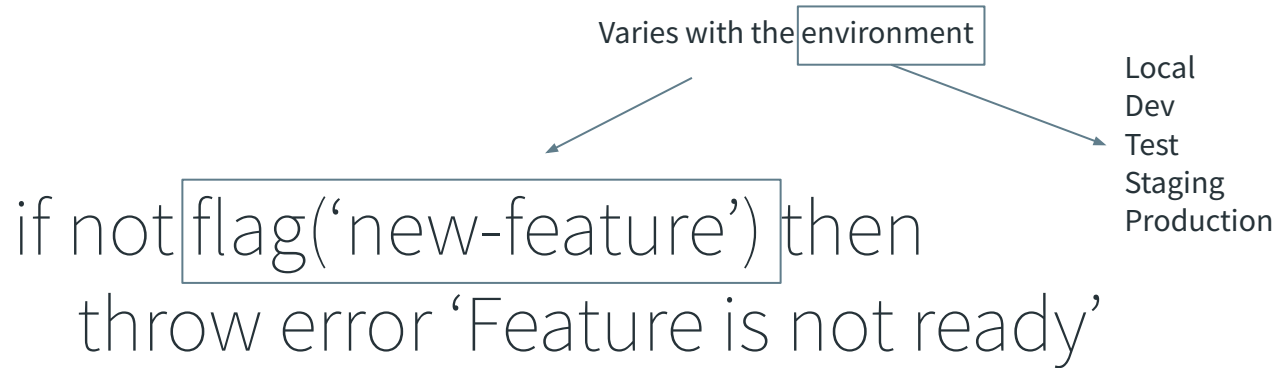 Varies with the environment
Local
Dev
Test
Staging
Production
if not flag(‘new-feature’) then
throw error ‘Feature is not ready’